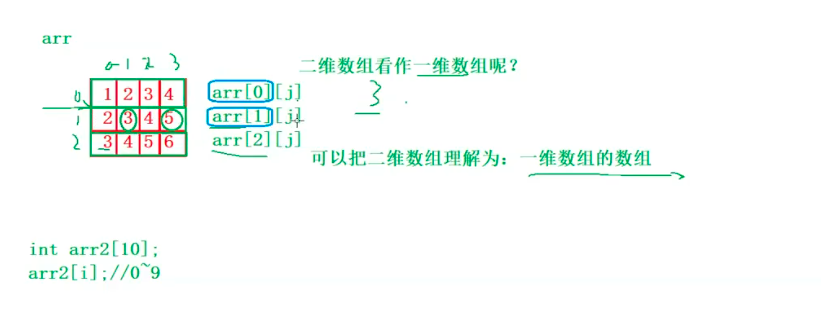 arr
0 1 2 3
二维数组看作一维数组呢？
0 1 2 3 4 arr[0][j]
3
1 2 3 4 5 arr[1][j]
2 3 4 5 6 arr[2][j]
可以把二维数组理解为：一维数组的数组
int arr2[10];
arr2[i];//0~9